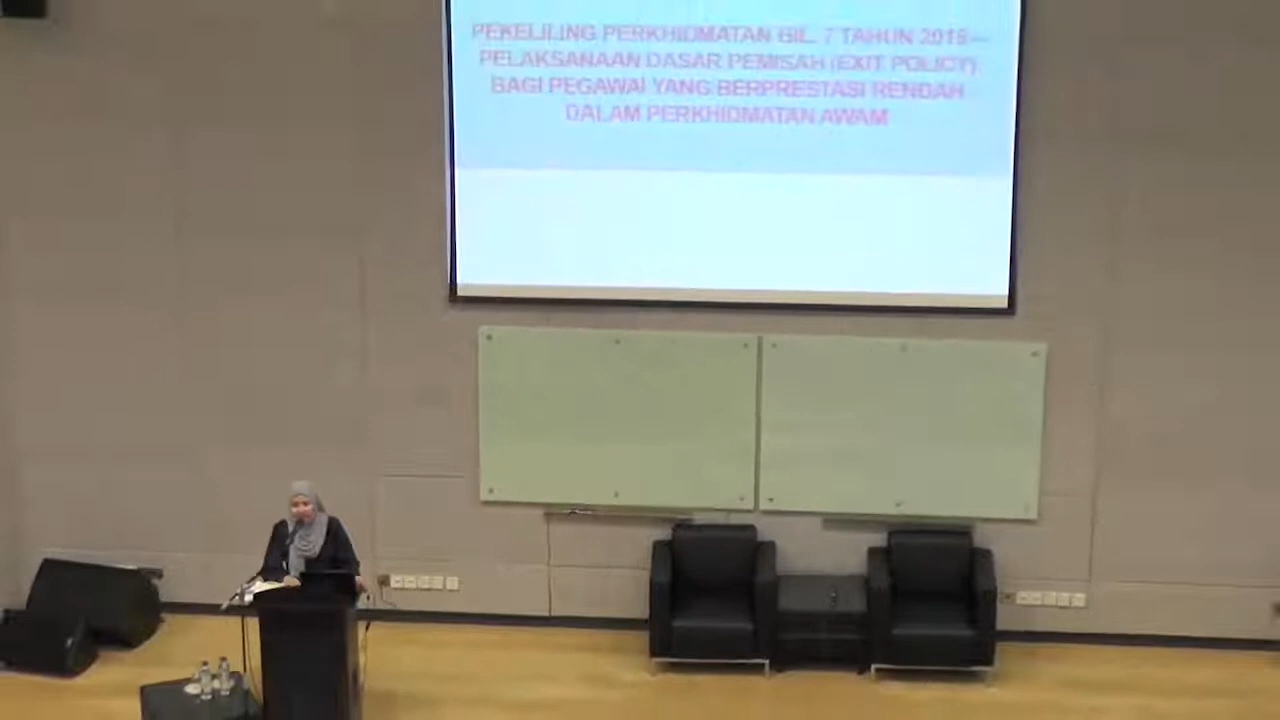 PEKELILING PERKHIDMATAN BIL. 7 TAHUN 2015 –
PELAKSANAAN DASAR PEMISAH (EXIT POLICY)
BAGI PEGAWAI YANG BERPRESTASI RENDAH
DALAM PERKHIDMATAN AWAM